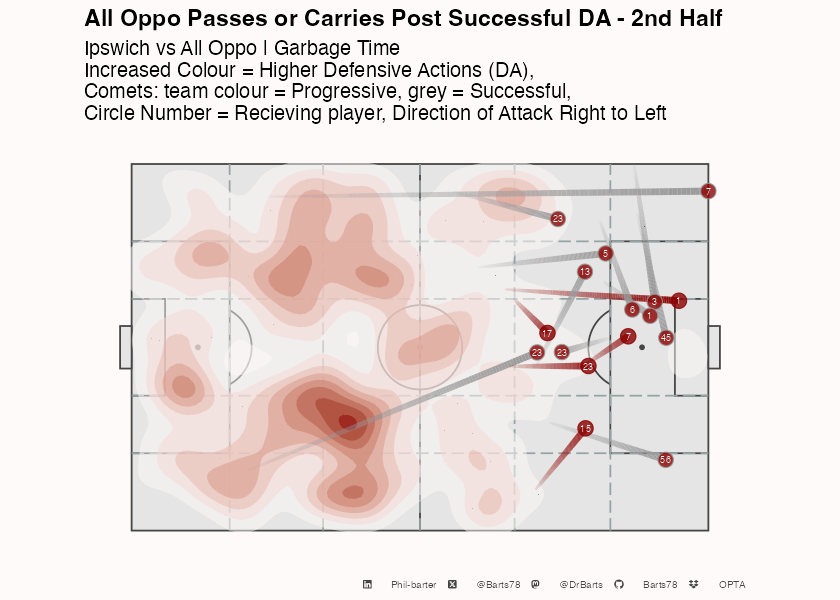 All Oppo Passes or Carries Post Successful DA - 2nd Half
Ipswich vs All Oppo | Garbage Time
Increased Colour = Higher Defensive Actions (DA),
Comets: team colour = Progressive, grey = Successful,
Circle Number = Recieving player, Direction of Attack Right to Left
7
23
5
13
3
1
6
1
17
7
45
23
23
23
15
56
Phil-barter @Barts78 @DrBarts Barts78 OPTA